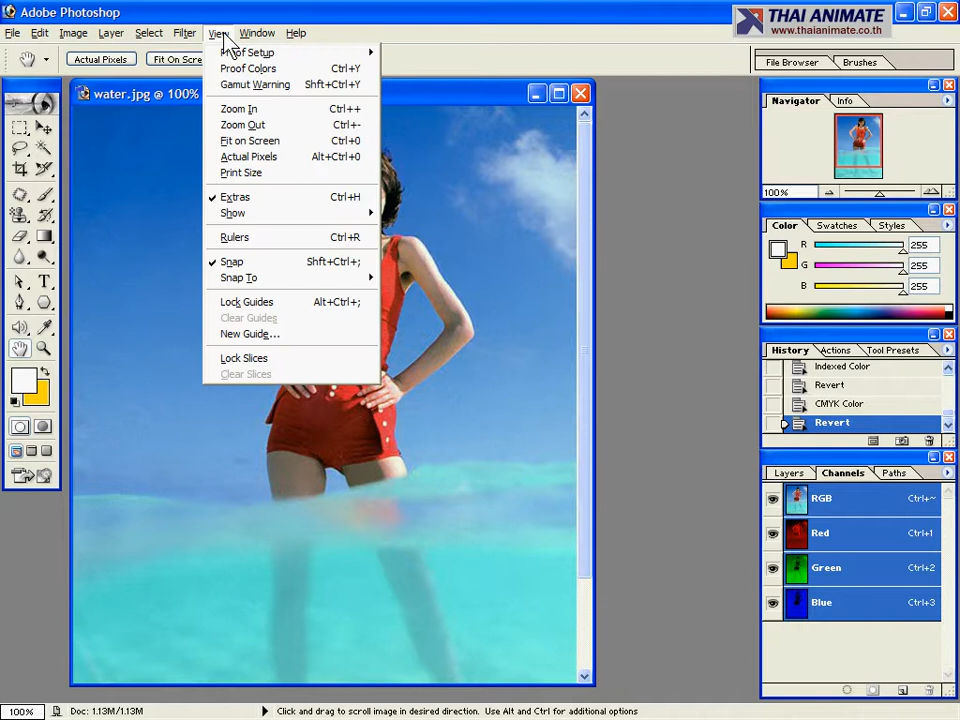 Adobe Photoshop
THAI ANIMATE
www.thaianimate.co.th
File Edit Image Layer Select Filter View Window Help
Actual Pixels
Fit On Scre
File Browser
Brushes
water.jpg @ 100%
Proof Setup
Proof Colors Ctrl+Y
Gamut Warning Shft+Ctrl+Y
Zoom In Ctrl++
Zoom Out Ctrl+-
Fit on Screen Ctrl+0
Actual Pixels Alt+Ctrl+0
Print Size
Extras Ctrl+H
Show
Rulers Ctrl+R
Snap Shft+Ctrl+;
Snap To
Lock Guides Alt+Ctrl+;
Clear Guides
New Guide...
Lock Slices
Clear Slices
Navigator Info
100%
Color Swatches Styles
R 255
G 255
B 255
History Actions Tool Presets
Indexed Color
Revert
CMYK Color
Revert
Layers Channels Paths
RGB Ctrl+~
Red Ctrl+1
Green Ctrl+2
Blue Ctrl+3
100% Doc: 1.13M/1.13M Click and drag to scroll image in desired direction. Use Alt and Ctrl for additional options